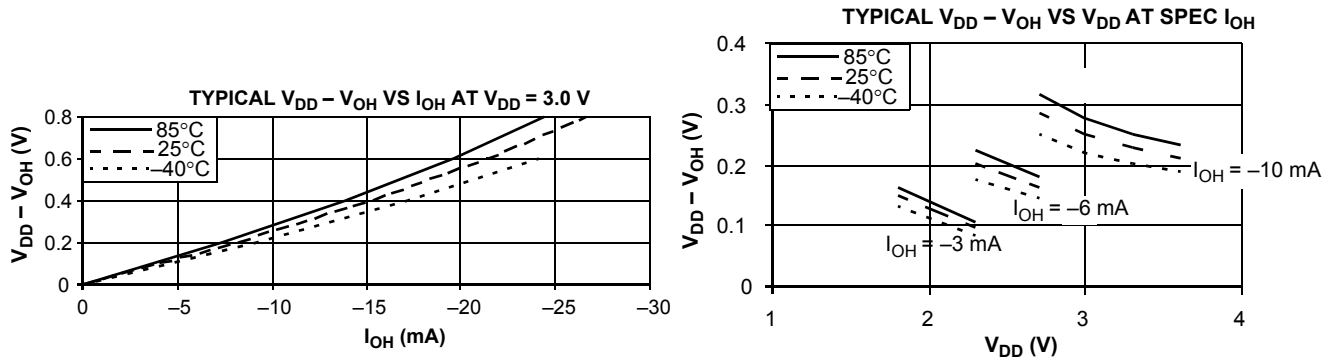 TYPICAL VDD – VOH VS IOH AT VDD = 3.0 V
85°C
25°C
–40°C
VDD – VOH (V)
0.8
0.6
0.4
0.2
0
0
–5
–10
–15
–20
–25
–30
IOH (mA)
TYPICAL VDD – VOH VS VDD AT SPEC IOH
85°C
25°C
–40°C
VDD – VOH (V)
0.4
0.3
0.2
0.1
0
IOH = –10 mA
IOH = –6 mA
IOH = –3 mA
1
2
3
4
VDD (V)